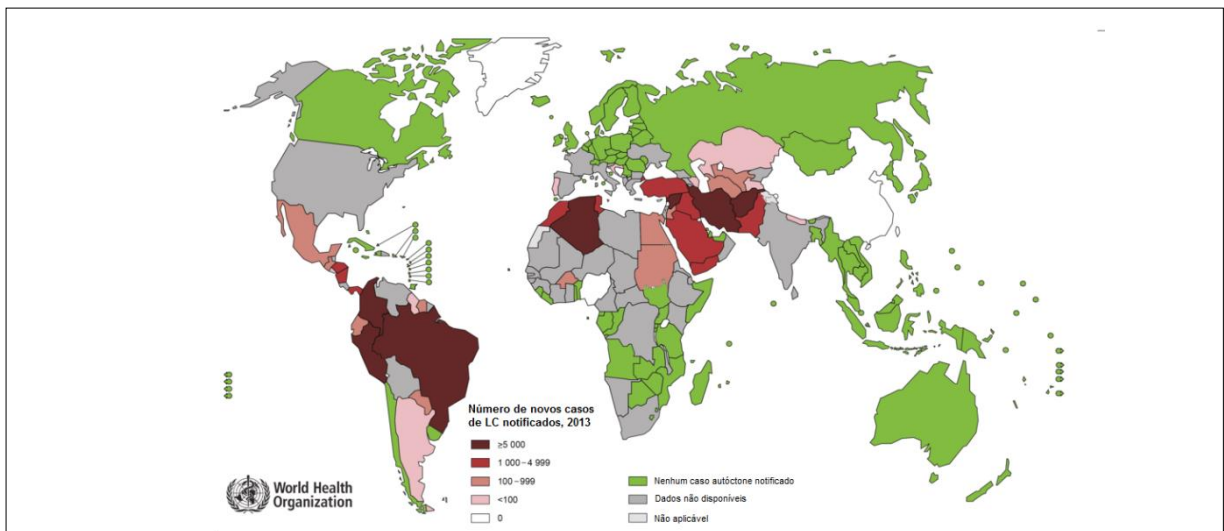 Número de novos casos
de LC notificados, 2013
≥5 000
1 000–4 999
100–999
<100
0
Nenhum caso autóctone notificado
Dados não disponíveis
Não aplicável
World Health
Organization